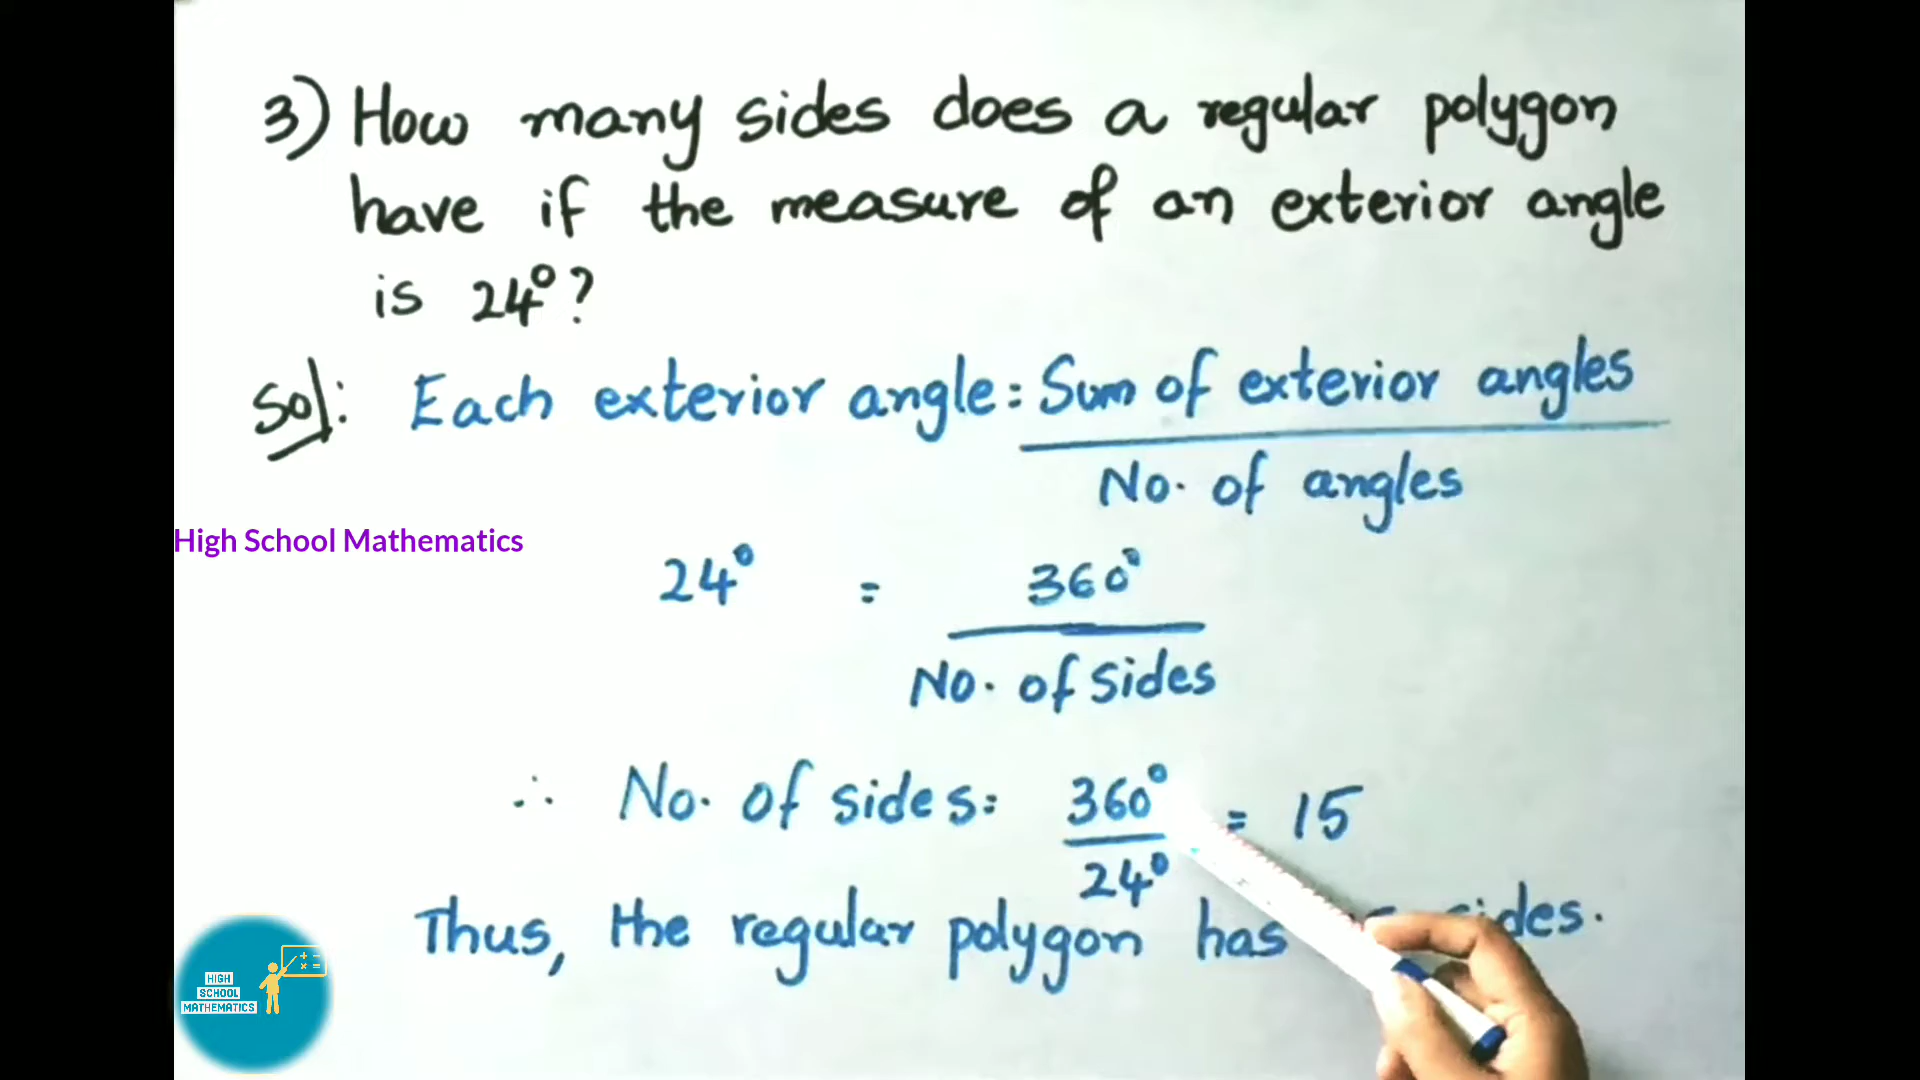 3) How many sides does a regular polygon
have if the measure of an exterior angle
is 24°?
Sol: Each exterior angle = Sum of exterior angles
No. of angles
High School Mathematics
24° = 360°
No. of sides
∴ No. of sides = 360° = 15
24°
Thus, the regular polygon has sides.
HIGH
SCHOOL
MATHEMATICS